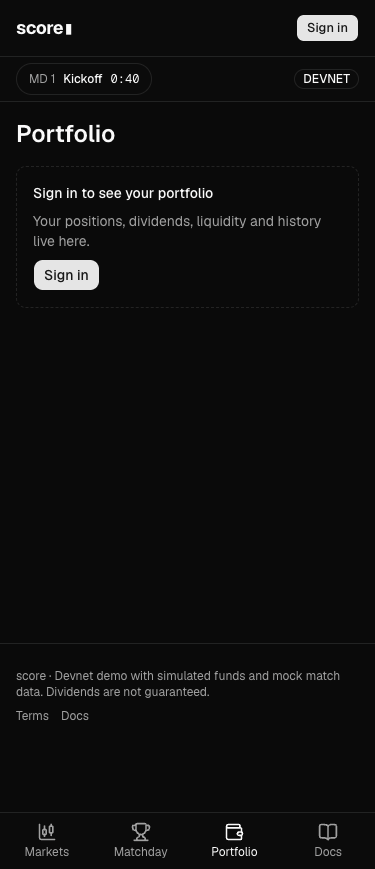 score
Sign in
MD 1 Kickoff 0:40
DEVNET
Portfolio
Sign in to see your portfolio
Your positions, dividends, liquidity and history
live here.
Sign in
score · Devnet demo with simulated funds and mock match
data. Dividends are not guaranteed.
Terms Docs
Markets Matchday Portfolio Docs